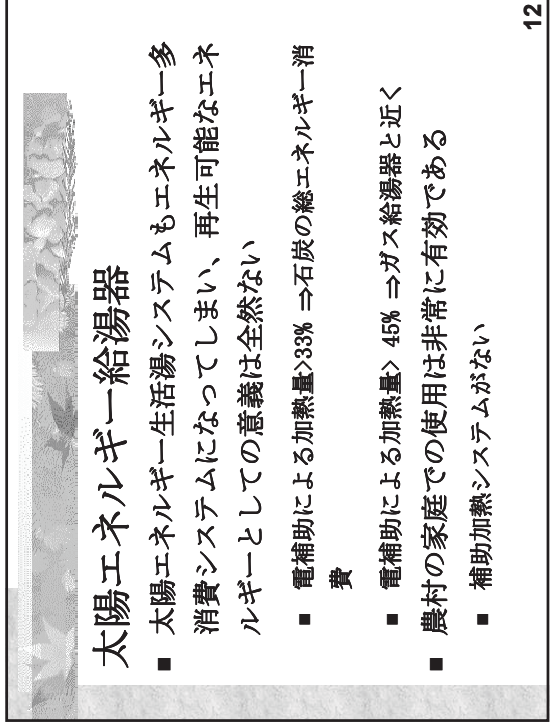 太陽エネルギー給湯器
■ 太陽エネルギー生活湯システムもエネルギー多
消費システムになってしまい、再生可能なエネ
ルギーとしての意義は全然ない
■ 電補助による加熱量>33% ⇒石炭の総エネルギー消
費
■ 電補助による加熱量> 45% ⇒ガス給湯器と近く
■ 農村の家庭での使用は非常に有効である
■ 補助加熱システムがない
12